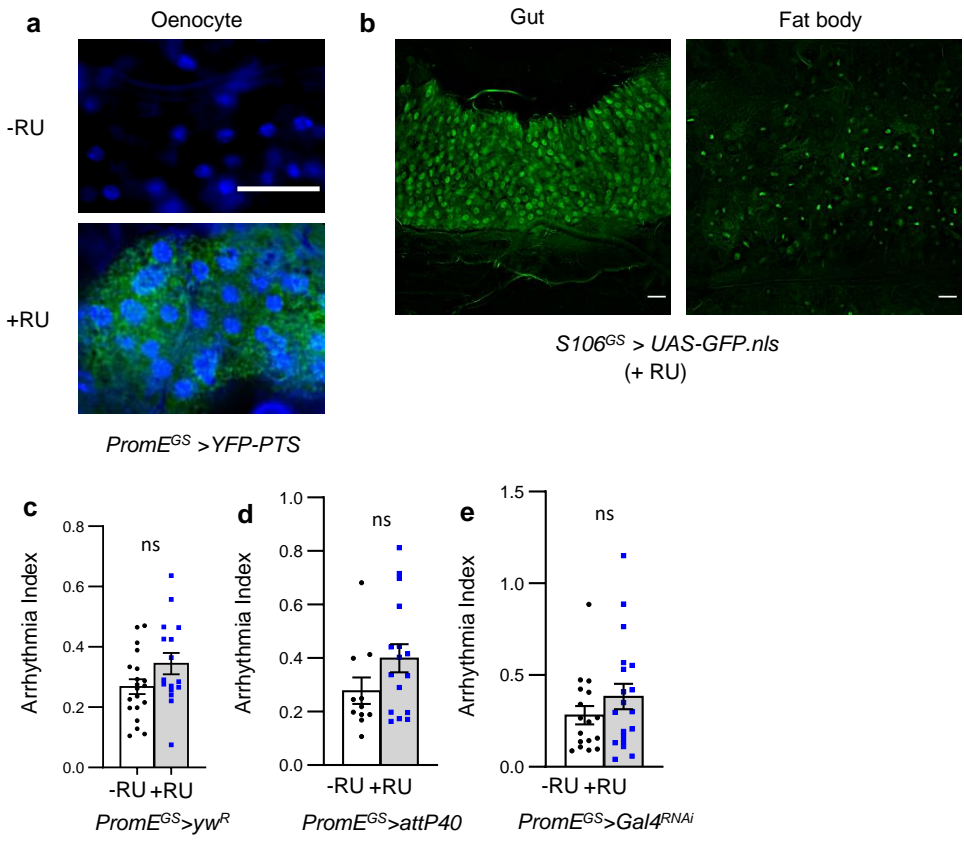 a
Oenocyte
-RU
+RU
PromE^GS >YFP-PTS
b
Gut
Fat body
S106^GS > UAS-GFP.nls
(+ RU)
c
Arrhythmia Index
0.8
0.6
0.4
0.2
0.0
ns
-RU +RU
PromE^GS>yw^R
d
Arrhythmia Index
1.0
0.8
0.6
0.4
0.2
0.0
ns
-RU +RU
PromE^GS>attP40
e
Arrhythmia Index
1.5
1.0
0.5
0.0
ns
-RU +RU
PromE^GS>Gal4^RNAi